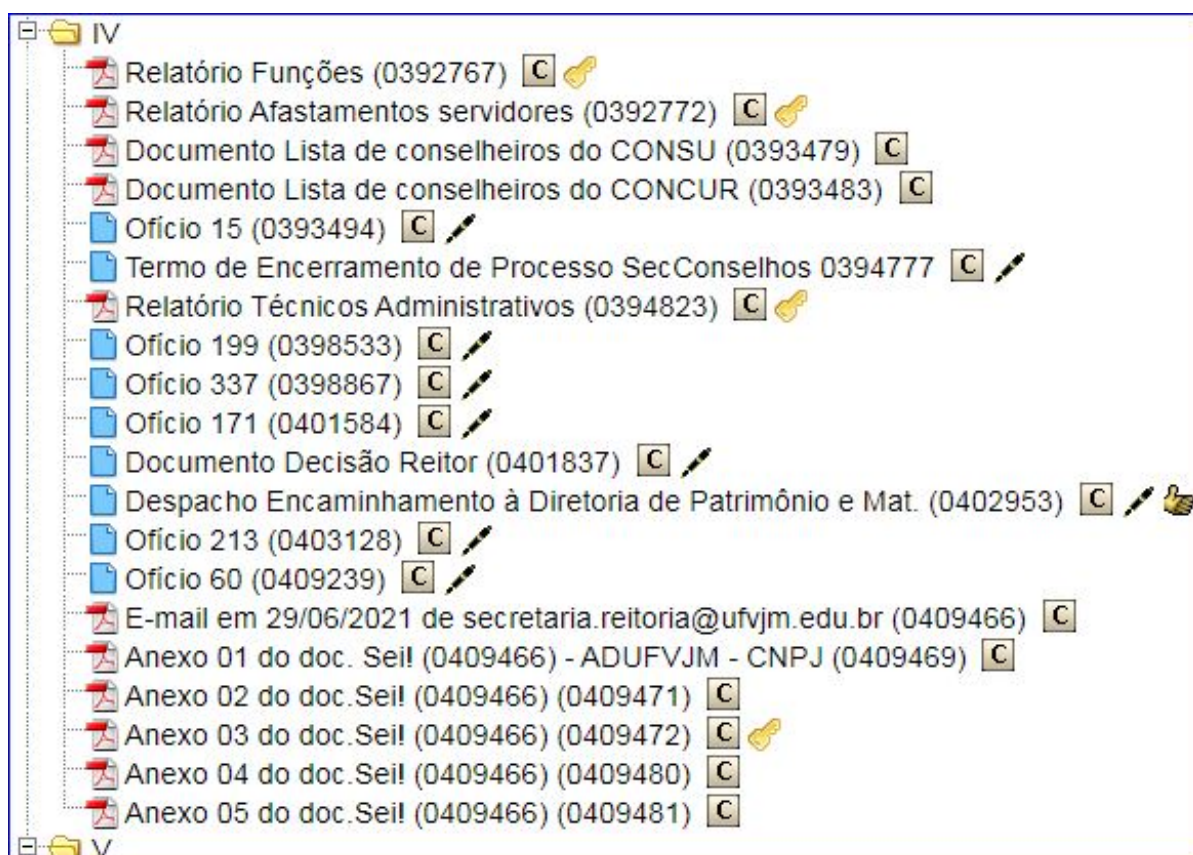 IV
Relatório Funções (0392767) C
Relatório Afastamentos servidores (0392772) C
Documento Lista de conselheiros do CONSU (0393479) C
Documento Lista de conselheiros do CONCUR (0393483) C
Ofício 15 (0393494) C
Termo de Encerramento de Processo SecConselhos 0394777 C
Relatório Técnicos Administrativos (0394823) C
Ofício 199 (0398533) C
Ofício 337 (0398867) C
Ofício 171 (0401584) C
Documento Decisão Reitor (0401837) C
Despacho Encaminhamento à Diretoria de Patrimônio e Mat. (0402953) C
Ofício 213 (0403128) C
Ofício 60 (0409239) C
E-mail em 29/06/2021 de secretaria.reitoria@ufvjm.edu.br (0409466) C
Anexo 01 do doc. Sei! (0409466) - ADUFVJM - CNPJ (0409469) C
Anexo 02 do doc.Sei! (0409466) (0409471) C
Anexo 03 do doc.Sei! (0409466) (0409472) C
Anexo 04 do doc.Sei! (0409466) (0409480) C
Anexo 05 do doc.Sei! (0409466) (0409481) C
V